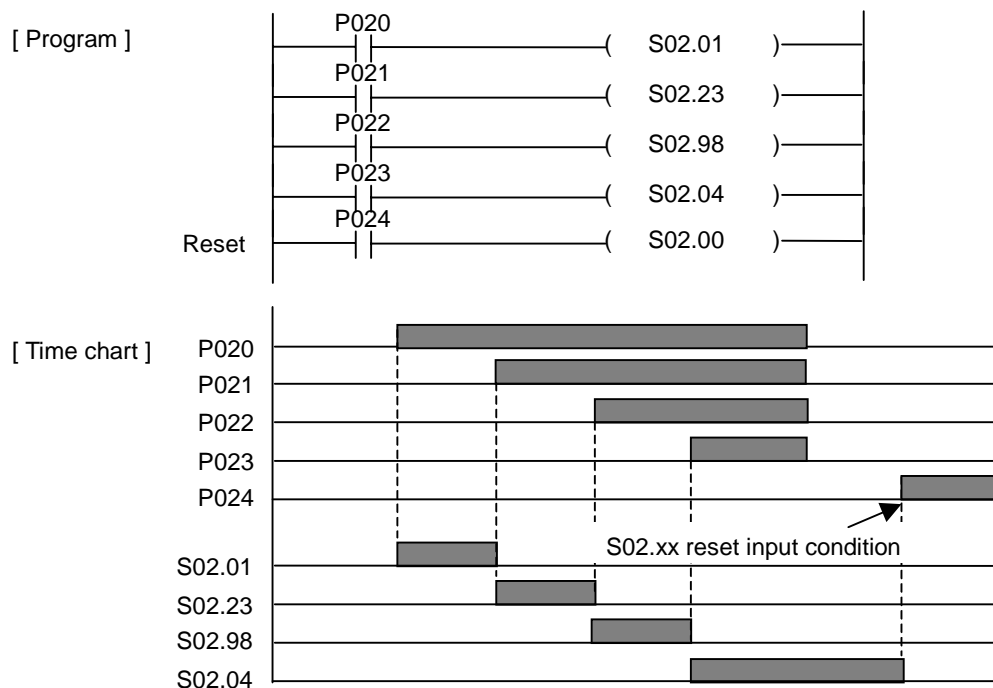 [ Program ]
P020
( S02.01 )
P021
( S02.23 )
P022
( S02.98 )
P023
( S02.04 )
P024
Reset
( S02.00 )
[ Time chart ]
P020
P021
P022
P023
P024
S02.xx reset input condition
S02.01
S02.23
S02.98
S02.04